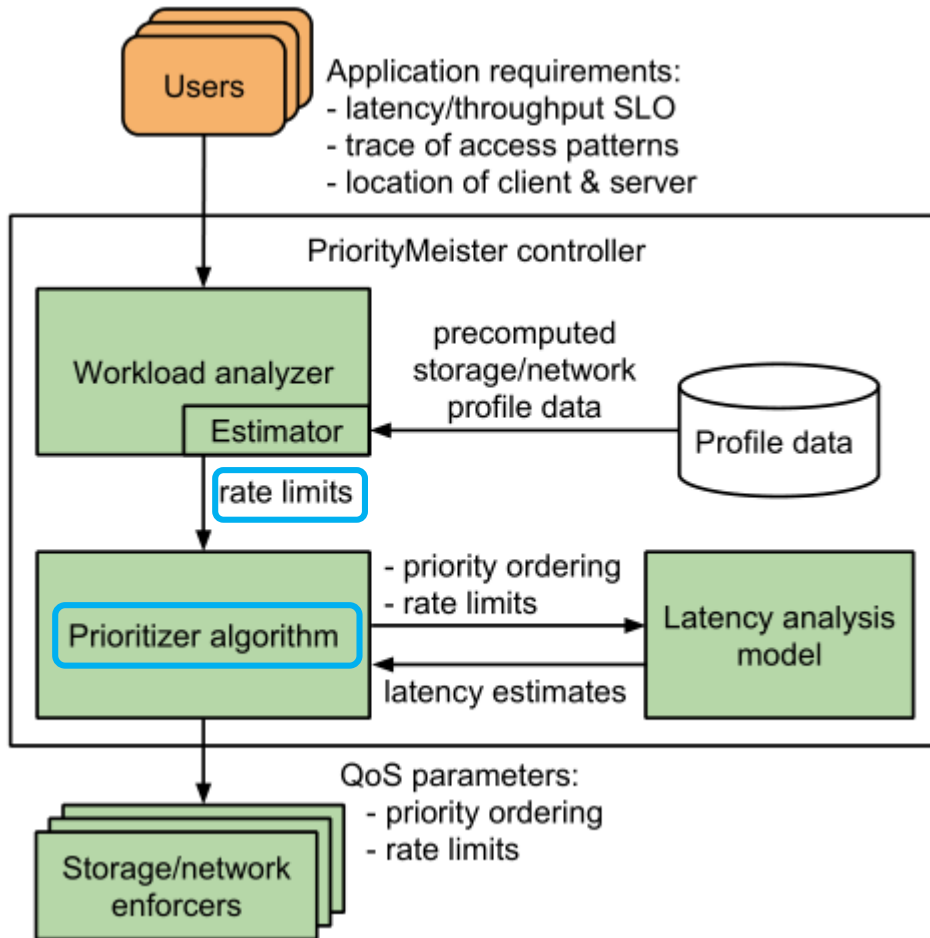 Users
Application requirements:
- latency/throughput SLO
- trace of access patterns
- location of client & server
PriorityMeister controller
Workload analyzer
Estimator
precomputed
storage/network
profile data
Profile data
rate limits
Prioritizer algorithm
- priority ordering
- rate limits
latency estimates
Latency analysis
model
QoS parameters:
- priority ordering
- rate limits
Storage/network
enforcers